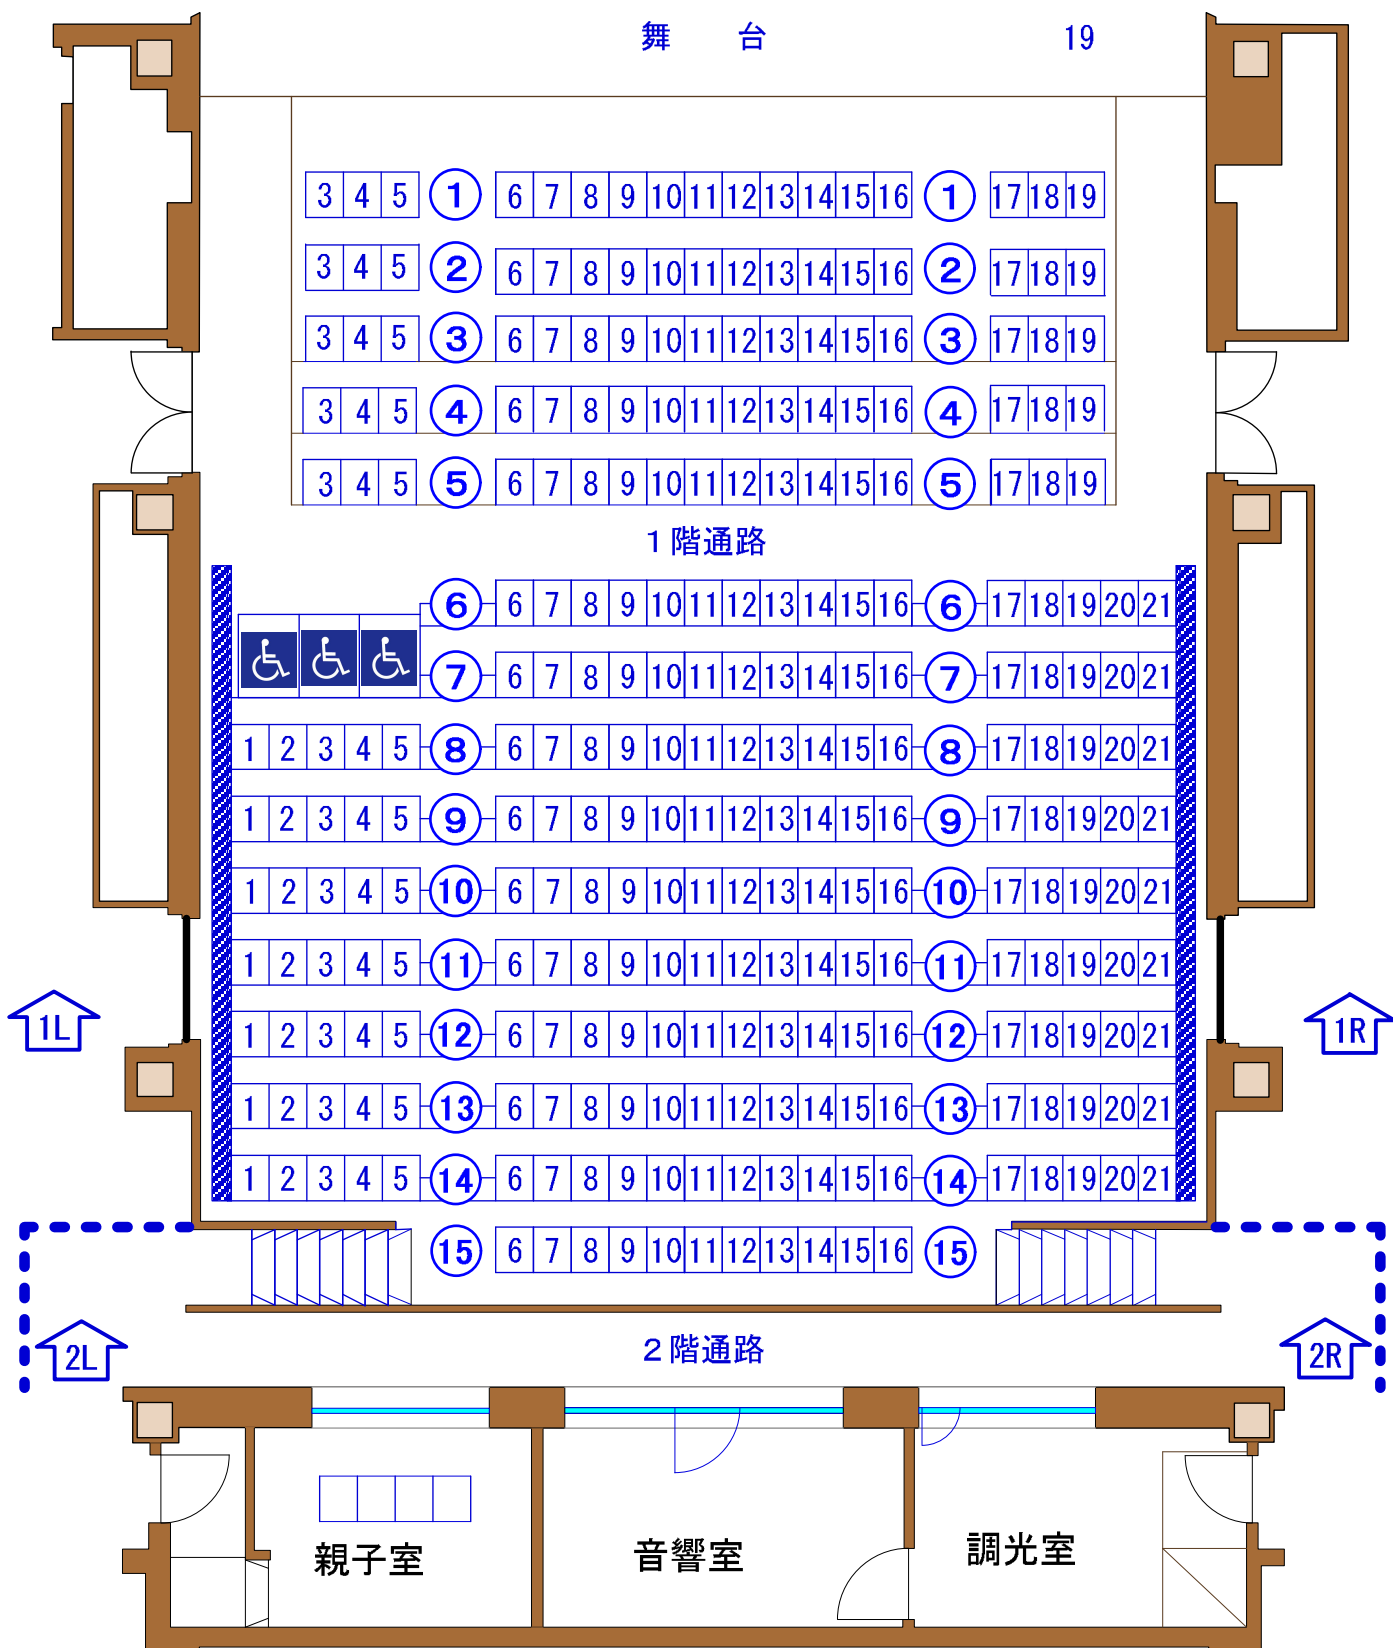 舞 台 19
3 4 5 ① 6 7 8 9 10 11 12 13 14 15 16 ① 17 18 19
3 4 5 ② 6 7 8 9 10 11 12 13 14 15 16 ② 17 18 19
3 4 5 ③ 6 7 8 9 10 11 12 13 14 15 16 ③ 17 18 19
3 4 5 ④ 6 7 8 9 10 11 12 13 14 15 16 ④ 17 18 19
3 4 5 ⑤ 6 7 8 9 10 11 12 13 14 15 16 ⑤ 17 18 19
1階通路
⑥ 6 7 8 9 10 11 12 13 14 15 16 ⑥ 17 18 19 20 21
⑦ 6 7 8 9 10 11 12 13 14 15 16 ⑦ 17 18 19 20 21
1 2 3 4 5 ⑧ 6 7 8 9 10 11 12 13 14 15 16 ⑧ 17 18 19 20 21
1 2 3 4 5 ⑨ 6 7 8 9 10 11 12 13 14 15 16 ⑨ 17 18 19 20 21
1 2 3 4 5 ⑩ 6 7 8 9 10 11 12 13 14 15 16 ⑩ 17 18 19 20 21
1 2 3 4 5 ⑪ 6 7 8 9 10 11 12 13 14 15 16 ⑪ 17 18 19 20 21
1L
1R
1 2 3 4 5 ⑫ 6 7 8 9 10 11 12 13 14 15 16 ⑫ 17 18 19 20 21
1 2 3 4 5 ⑬ 6 7 8 9 10 11 12 13 14 15 16 ⑬ 17 18 19 20 21
1 2 3 4 5 ⑭ 6 7 8 9 10 11 12 13 14 15 16 ⑭ 17 18 19 20 21
⑮ 6 7 8 9 10 11 12 13 14 15 16 ⑮
2L
2階通路
2R
親子室
音響室
調光室